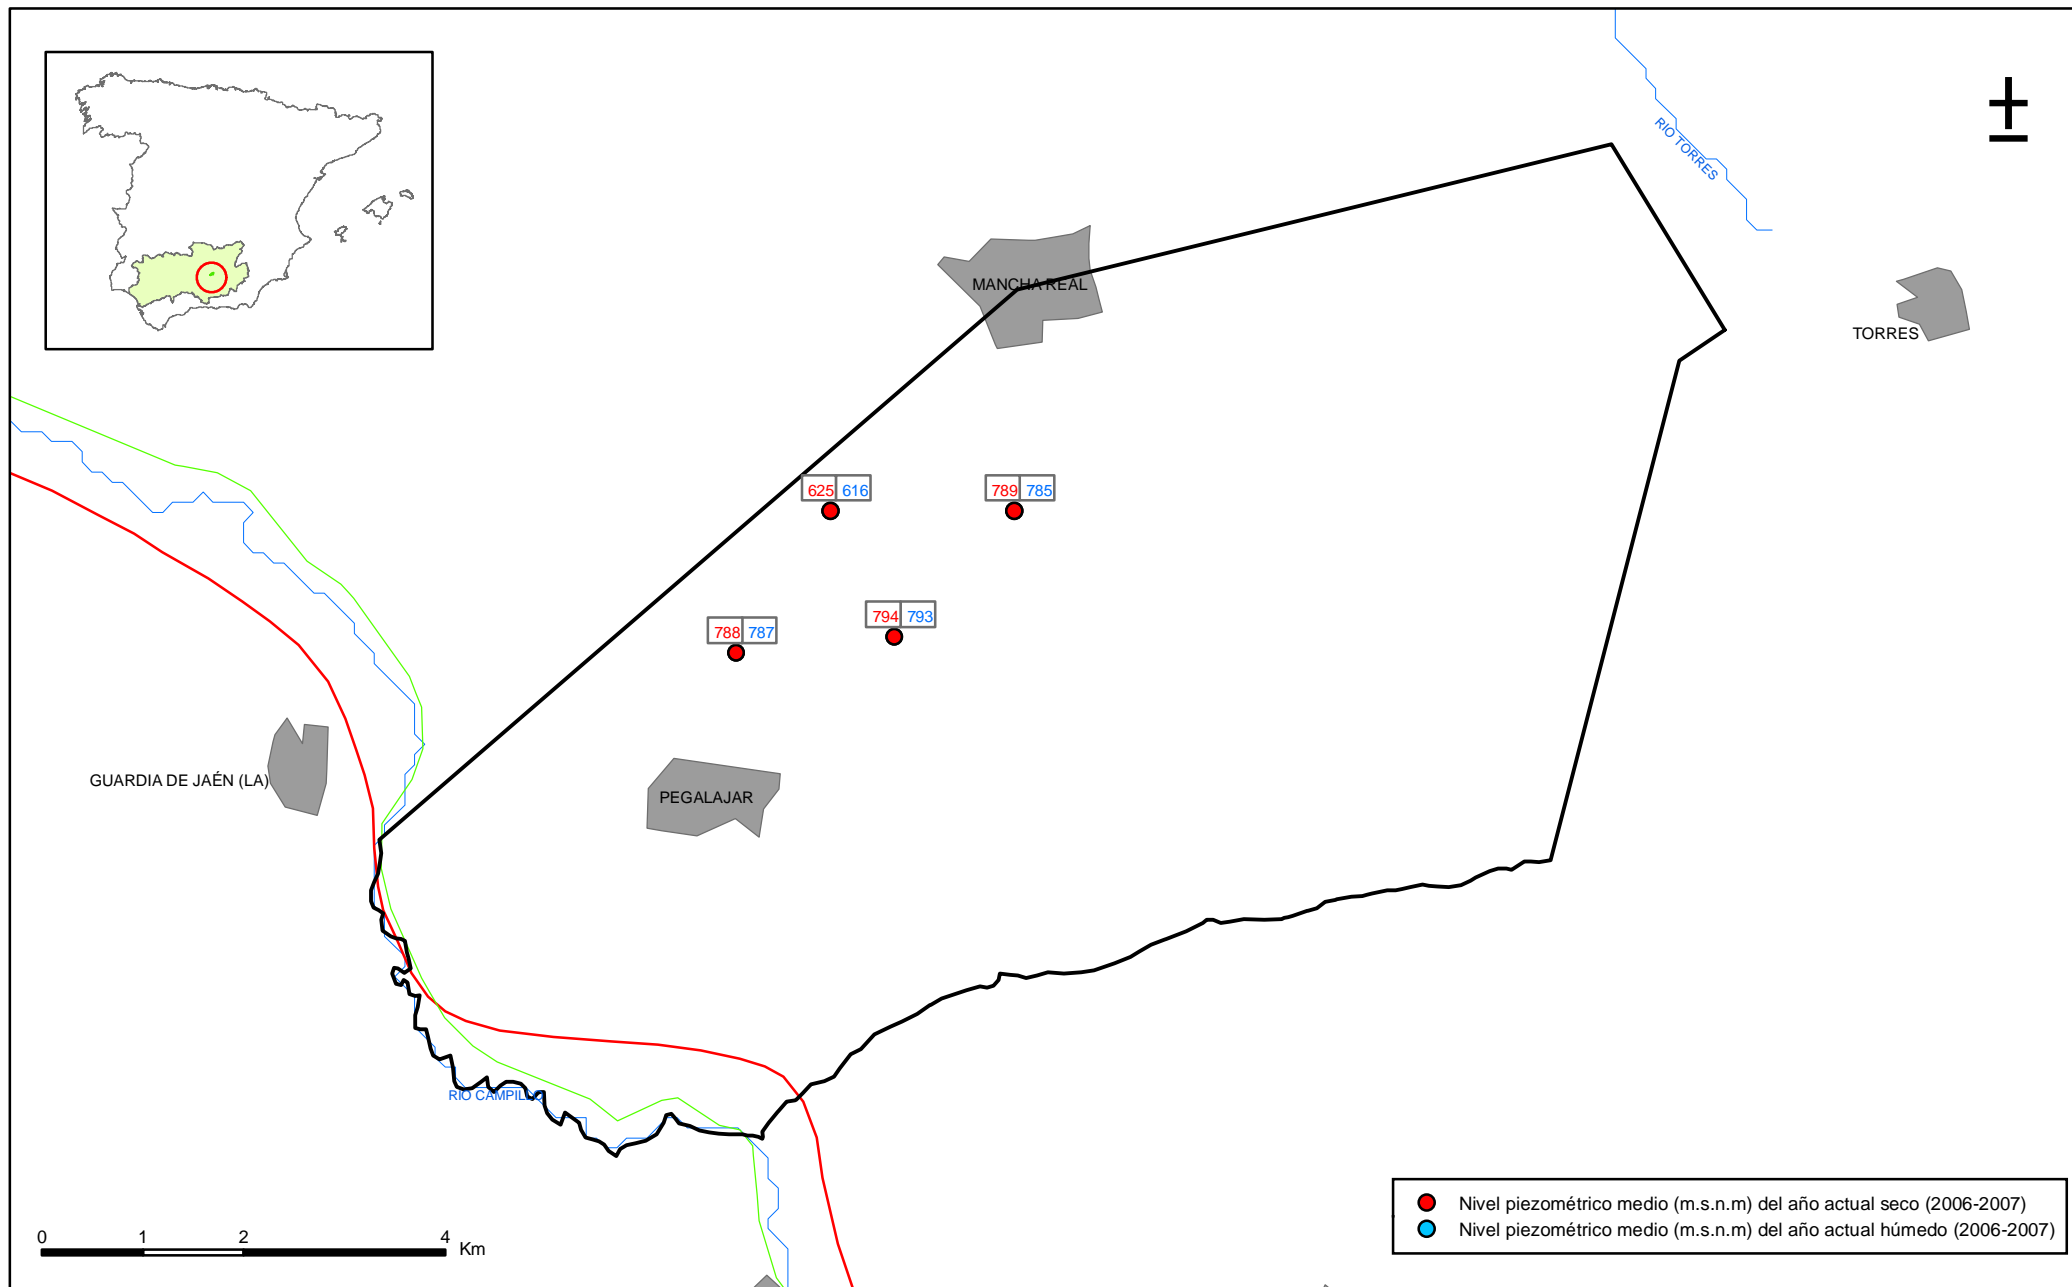 RIO TORRES
MANCHA REAL
TORRES
625 616
789 785
794 793
788 787
GUARDIA DE JAÉN (LA)
PEGALAJAR
RIO CAMPILLO
Nivel piezométrico medio (m.s.n.m) del año actual seco (2006-2007)
Nivel piezométrico medio (m.s.n.m) del año actual húmedo (2006-2007)
0 1 2 4 Km